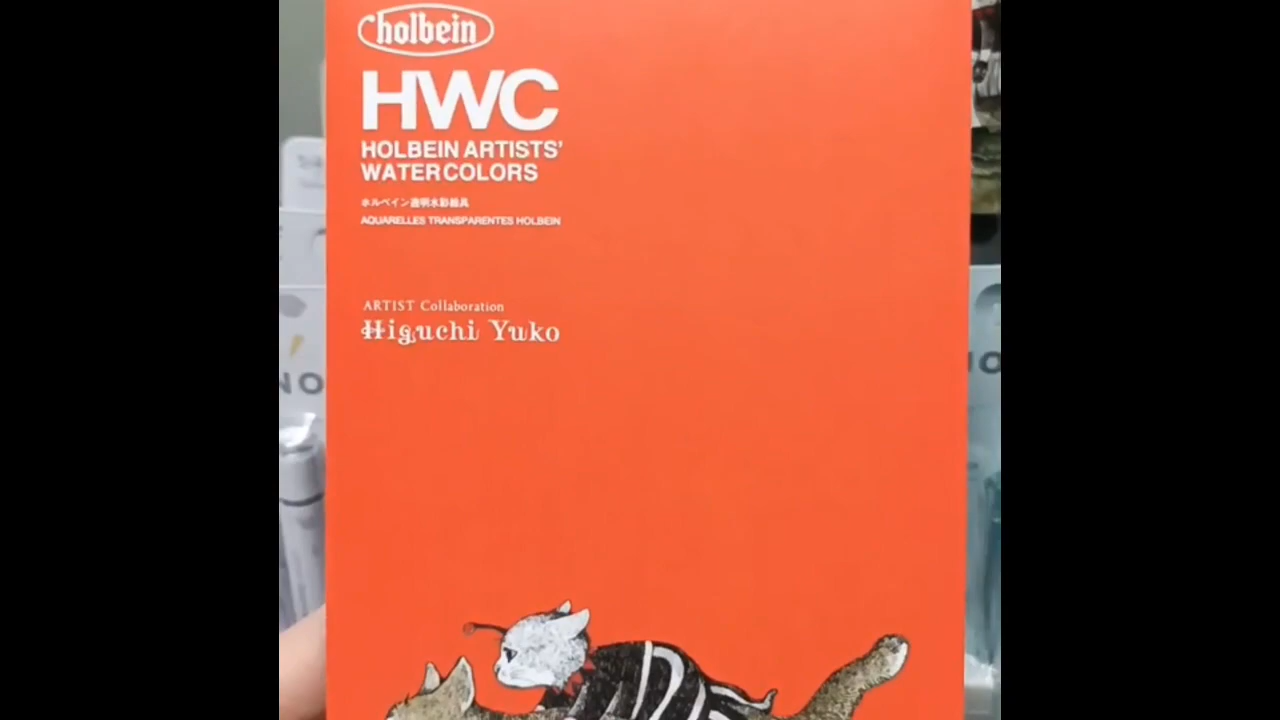 holbein
HWC
HOLBEIN ARTISTS'
WATERCOLORS
ホルベイン透明水彩絵具
AQUARELLES TRANSPARENTES HOLBEIN
ARTIST Collaboration
Higuchi Yuko
NO